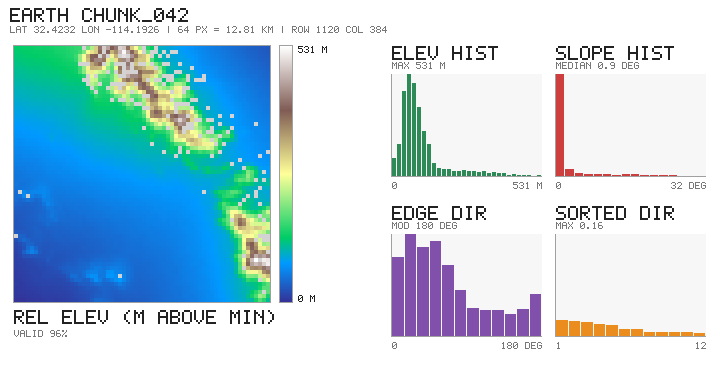 EARTH CHUNK_042
LAT 32.4232 LON -114.1926 | 64 PX = 12.81 KM | ROW 1120 COL 384
531 M
0 M
REL ELEV (M ABOVE MIN)
VALID 96%
ELEV HIST
MAX 531 M
0 531 M
SLOPE HIST
MEDIAN 0.9 DEG
0 32 DEG
EDGE DIR
MOD 180 DEG
0 180 DEG
SORTED DIR
MAX 0.16
1 12